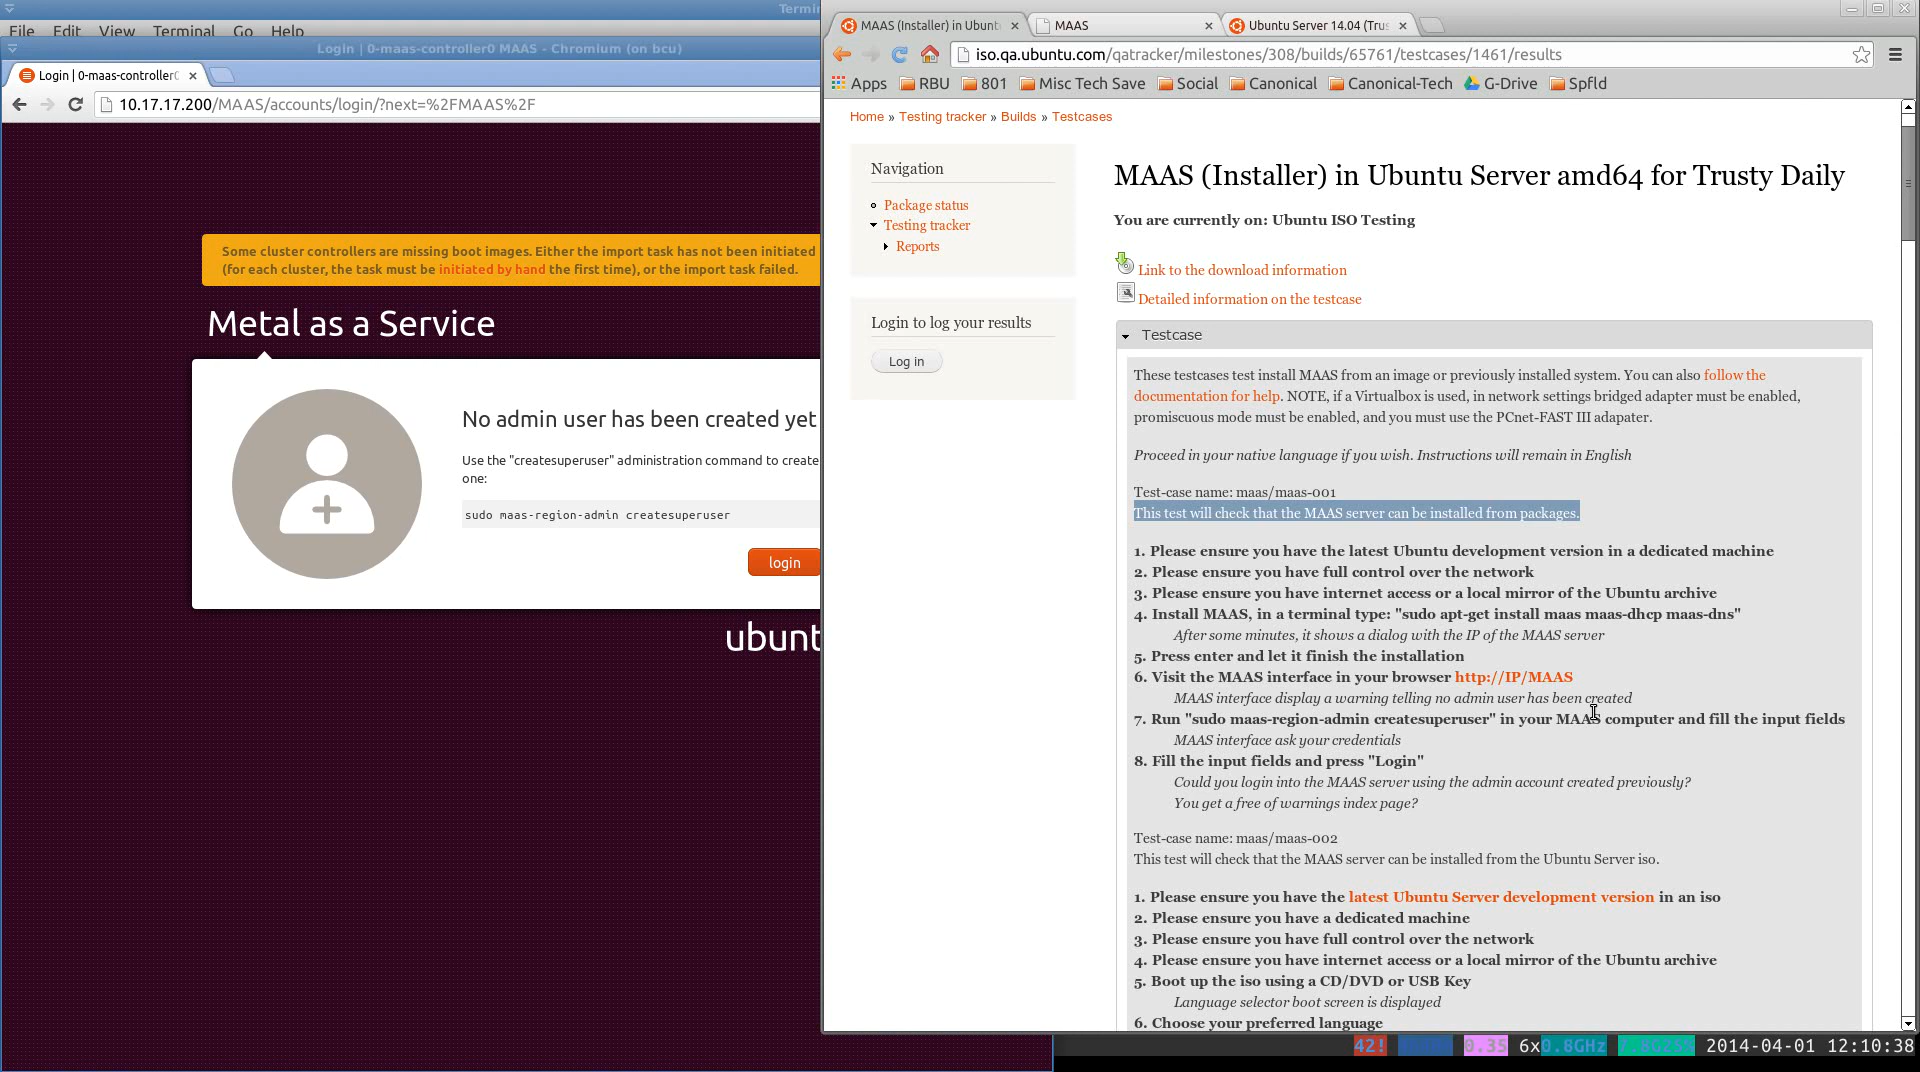 Termin
File Edit View Terminal Go Help
Login | 0-maas-controller0 MAAS - Chromium (on bcu)
Login | 0-maas-controller0
10.17.17.200/MAAS/accounts/login/?next=%2FMAAS%2F
Some cluster controllers are missing boot images. Either the import task has not been initiated
(for each cluster, the task must be initiated by hand the first time), or the import task failed.
Metal as a Service
No admin user has been created yet
Use the "createsuperuser" administration command to create
one:
sudo maas-region-admin createsuperuser
login
ubunt
MAAS (Installer) in Ubunt
MAAS
Ubuntu Server 14.04 (Trus
iso.qa.ubuntu.com/qatracker/milestones/308/builds/65761/testcases/1461/results
Apps RBU 801 Misc Tech Save Social Canonical Canonical-Tech G-Drive Spfld
Home » Testing tracker » Builds » Testcases
Navigation
Package status
Testing tracker
Reports
Login to log your results
Log in
MAAS (Installer) in Ubuntu Server amd64 for Trusty Daily
You are currently on: Ubuntu ISO Testing
Link to the download information
Detailed information on the testcase
Testcase
These testcases test install MAAS from an image or previously installed system. You can also follow the
documentation for help. NOTE, if a Virtualbox is used, in network settings bridged adapter must be enabled,
promiscuous mode must be enabled, and you must use the PCnet-FAST III adapater.
Proceed in your native language if you wish. Instructions will remain in English
Test-case name: maas/maas-001
This test will check that the MAAS server can be installed from packages.
1. Please ensure you have the latest Ubuntu development version in a dedicated machine
2. Please ensure you have full control over the network
3. Please ensure you have internet access or a local mirror of the Ubuntu archive
4. Install MAAS, in a terminal type: "sudo apt-get install maas maas-dhcp maas-dns"
After some minutes, it shows a dialog with the IP of the MAAS server
5. Press enter and let it finish the installation
6. Visit the MAAS interface in your browser http://IP/MAAS
MAAS interface display a warning telling no admin user has been created
7. Run "sudo maas-region-admin createsuperuser" in your MAAS computer and fill the input fields
MAAS interface ask your credentials
8. Fill the input fields and press "Login"
Could you login into the MAAS server using the admin account created previously?
You get a free of warnings index page?
Test-case name: maas/maas-002
This test will check that the MAAS server can be installed from the Ubuntu Server iso.
1. Please ensure you have the latest Ubuntu Server development version in an iso
2. Please ensure you have a dedicated machine
3. Please ensure you have full control over the network
4. Please ensure you have internet access or a local mirror of the Ubuntu archive
5. Boot up the iso using a CD/DVD or USB Key
Language selector boot screen is displayed
6. Choose your preferred language
42! 0.35 6x0.8GHz 2014-04-01 12:10:38